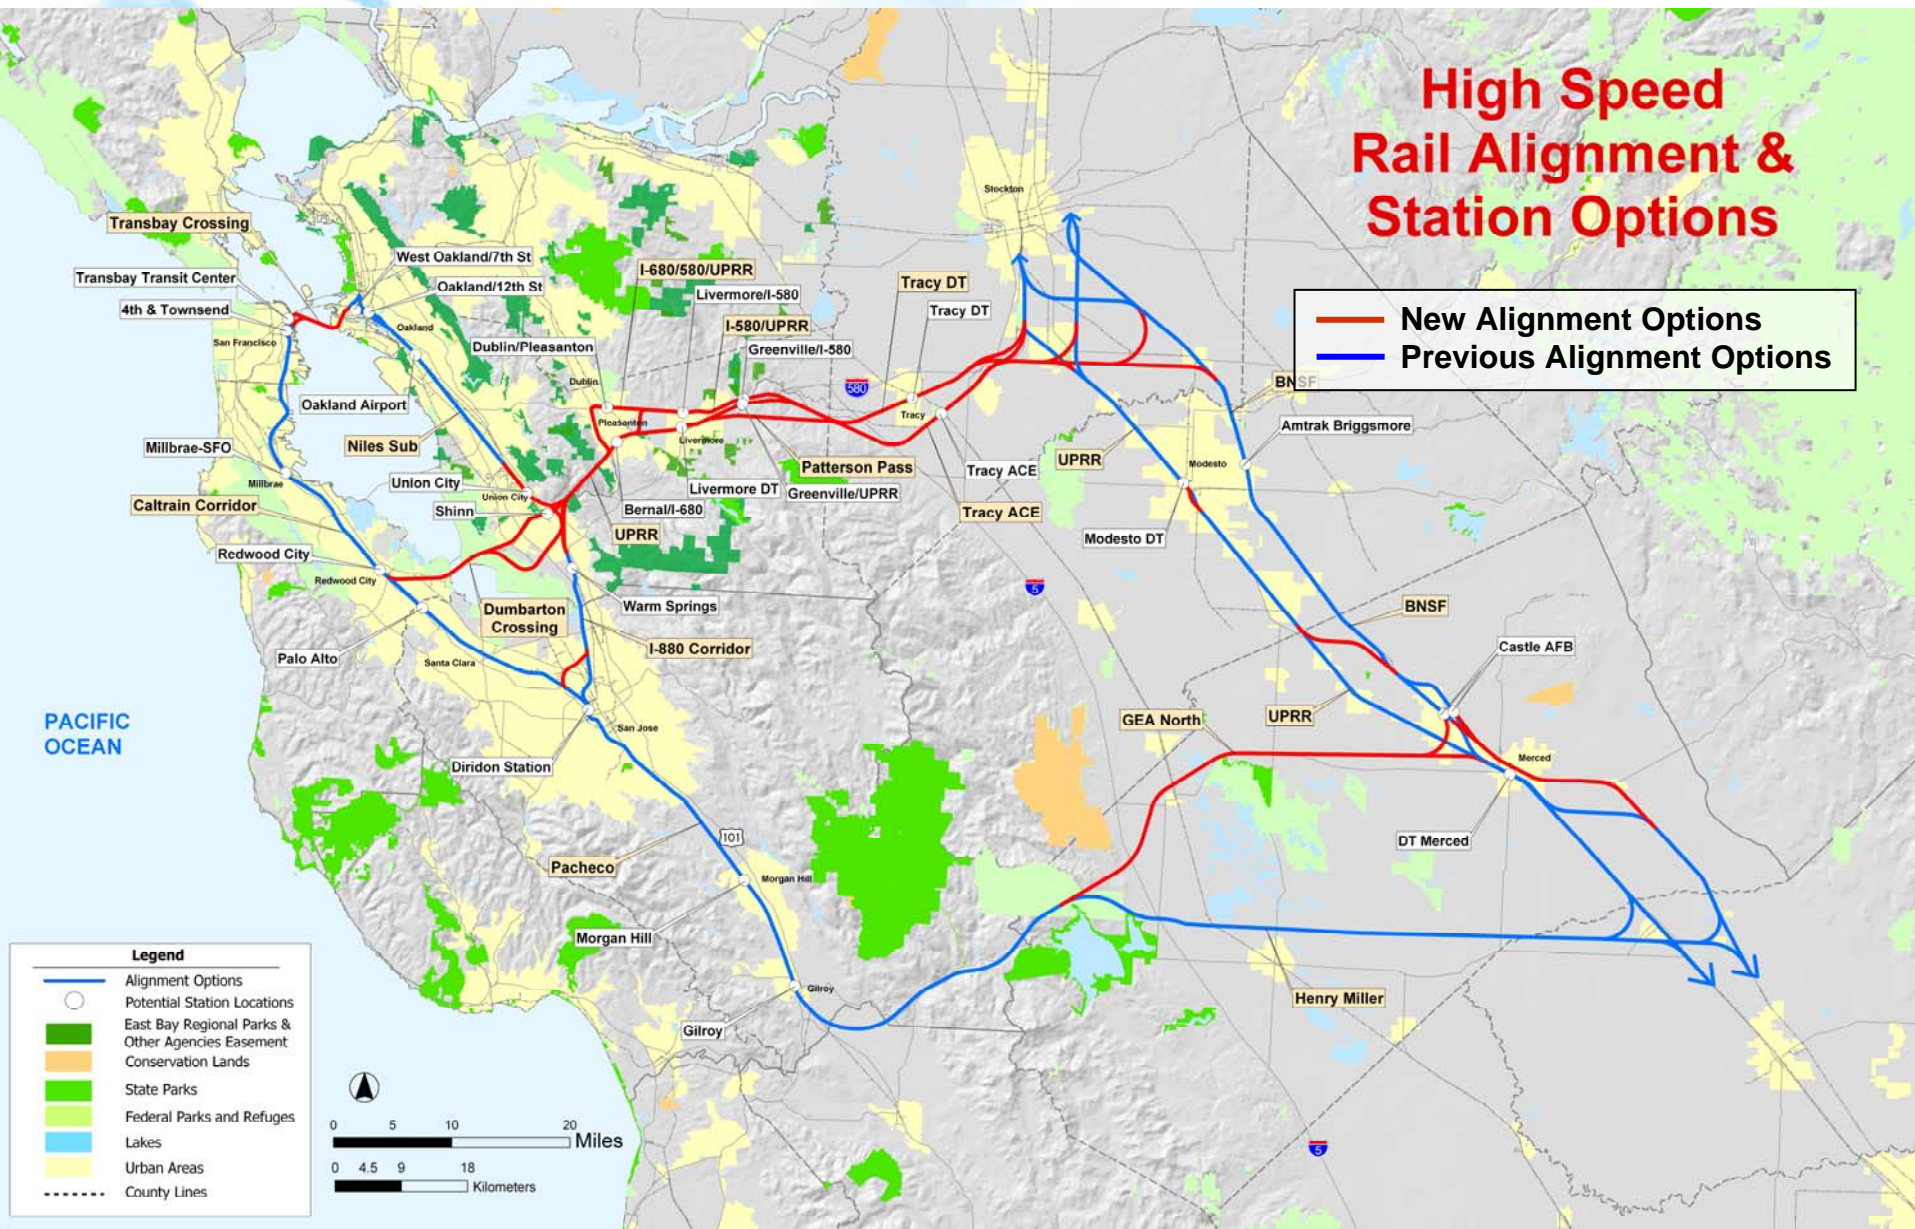 High Speed
Rail Alignment &
Station Options
New Alignment Options
Previous Alignment Options
Stockton
Transbay Crossing
West Oakland/7th St
Transbay Transit Center
I-680/580/UPRR
Tracy DT
Oakland/12th St
Livermore/I-580
4th & Townsend
Tracy DT
I-580/UPRR
Oakland
San Francisco
Dublin/Pleasanton
Greenville/I-580
580
Dublin
BNSF
Oakland Airport
Tracy
Pleasanton
Amtrak Briggsmore
Livermore
Niles Sub
Millbrae-SFO
UPRR
Modesto
Patterson Pass
Tracy ACE
Millbrae
Union City
Livermore DT
Greenville/UPRR
Union City
Caltrain Corridor
Shinn
Bernal/I-680
Tracy ACE
UPRR
Modesto DT
Redwood City
Redwood City
5
Warm Springs
Dumbarton
Crossing
BNSF
I-880 Corridor
Castle AFB
Palo Alto
Santa Clara
PACIFIC
OCEAN
GEA North
UPRR
San Jose
Diridon Station
Merced
101
DT Merced
Pacheco
Morgan Hill
Morgan Hill
Gilroy
Henry Miller
Gilroy
5
Legend
Alignment Options
Potential Station Locations
East Bay Regional Parks &
Other Agencies Easement
Conservation Lands
State Parks
Federal Parks and Refuges
Lakes
Urban Areas
County Lines
0 5 10 20 Miles
0 4.5 9 18 Kilometers